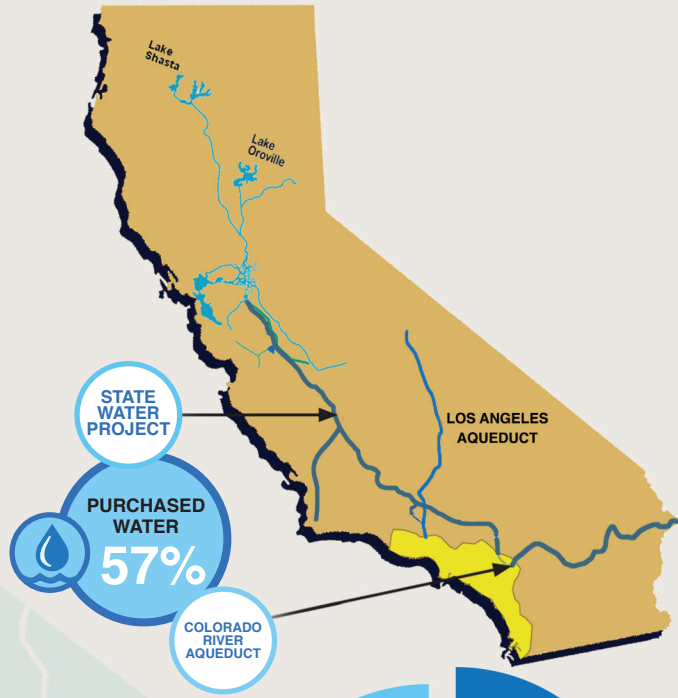 Lake
Shasta
Lake
Oroville
STATE
WATER
PROJECT
LOS ANGELES
AQUEDUCT
PURCHASED
WATER
57%
COLORADO
RIVER
AQUEDUCT